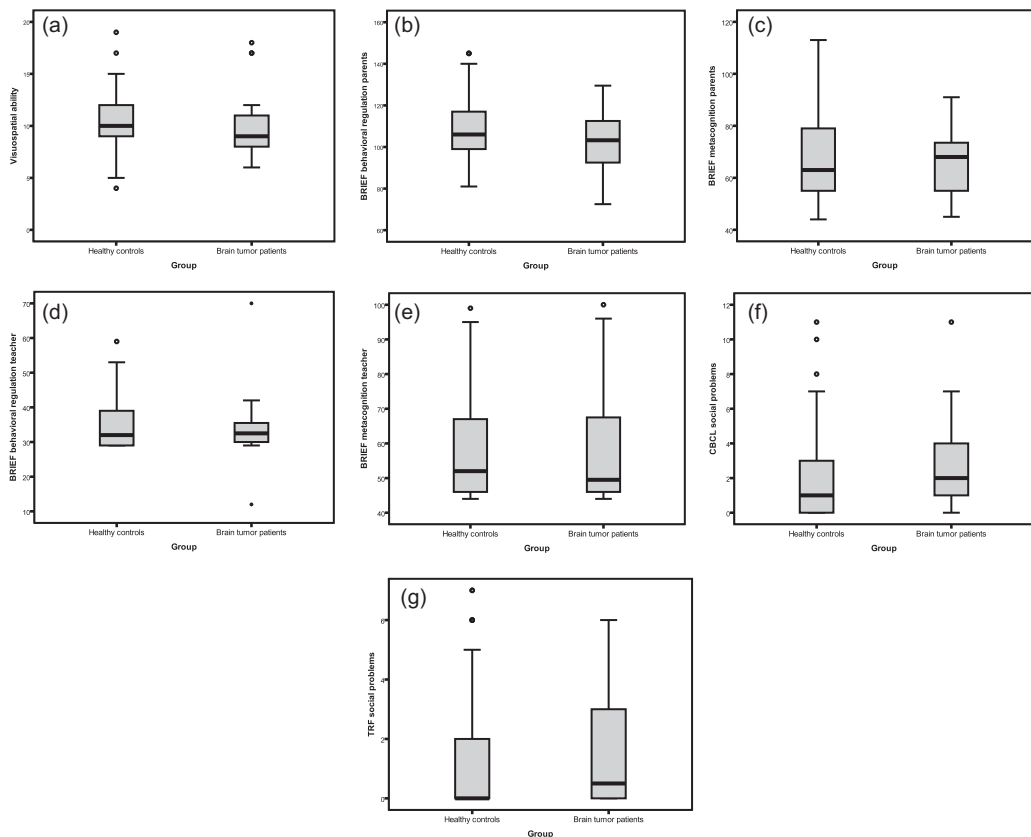 (a)
Visuospatial ability
20
15
10
5
0
Healthy controls Brain tumor patients
Group
(b)
BRIEF behavioral regulation parents
160
140
120
100
80
60
Healthy controls Brain tumor patients
Group
(c)
BRIEF metacognition parents
120
100
80
60
40
Healthy controls Brain tumor patients
Group
(d)
BRIEF behavioral regulation teacher
70
60
50
40
30
20
10
Healthy controls Brain tumor patients
Group
(e)
BRIEF metacognition teacher
100
90
80
70
60
50
40
Healthy controls Brain tumor patients
Group
(f)
CBCL social problems
12
10
8
6
4
2
0
Healthy controls Brain tumor patients
Group
(g)
TRF social problems
6
4
2
0
Healthy controls Brain tumor patients
Group